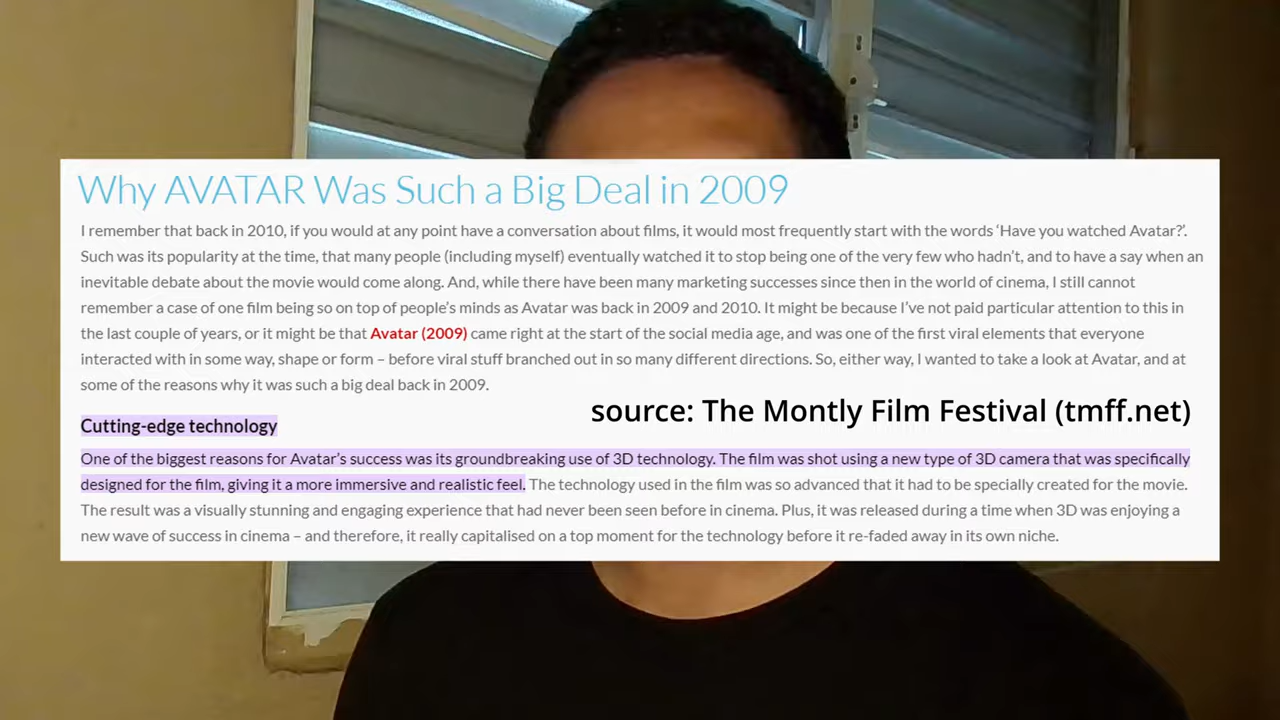 Why AVATAR Was Such a Big Deal in 2009
I remember that back in 2010, if you would at any point have a conversation about films, it would most frequently start with the words ‘Have you watched Avatar?’.
Such was its popularity at the time, that many people (including myself) eventually watched it to stop being one of the very few who hadn’t, and to have a say when an
inevitable debate about the movie would come along. And, while there have been many marketing successes since then in the world of cinema, I still cannot
remember a case of one film being so on top of people’s minds as Avatar was back in 2009 and 2010. It might be because I’ve not paid particular attention to this in
the last couple of years, or it might be that Avatar (2009) came right at the start of the social media age, and was one of the first viral elements that everyone
interacted with in some way, shape or form – before viral stuff branched out in so many different directions. So, either way, I wanted to take a look at Avatar, and at
some of the reasons why it was such a big deal back in 2009.
source: The Montly Film Festival (tmff.net)
Cutting-edge technology
One of the biggest reasons for Avatar’s success was its groundbreaking use of 3D technology. The film was shot using a new type of 3D camera that was specifically
designed for the film, giving it a more immersive and realistic feel. The technology used in the film was so advanced that it had to be specially created for the movie.
The result was a visually stunning and engaging experience that had never been seen before in cinema. Plus, it was released during a time when 3D was enjoying a
new wave of success in cinema – and therefore, it really capitalised on a top moment for the technology before it re-faded away in its own niche.